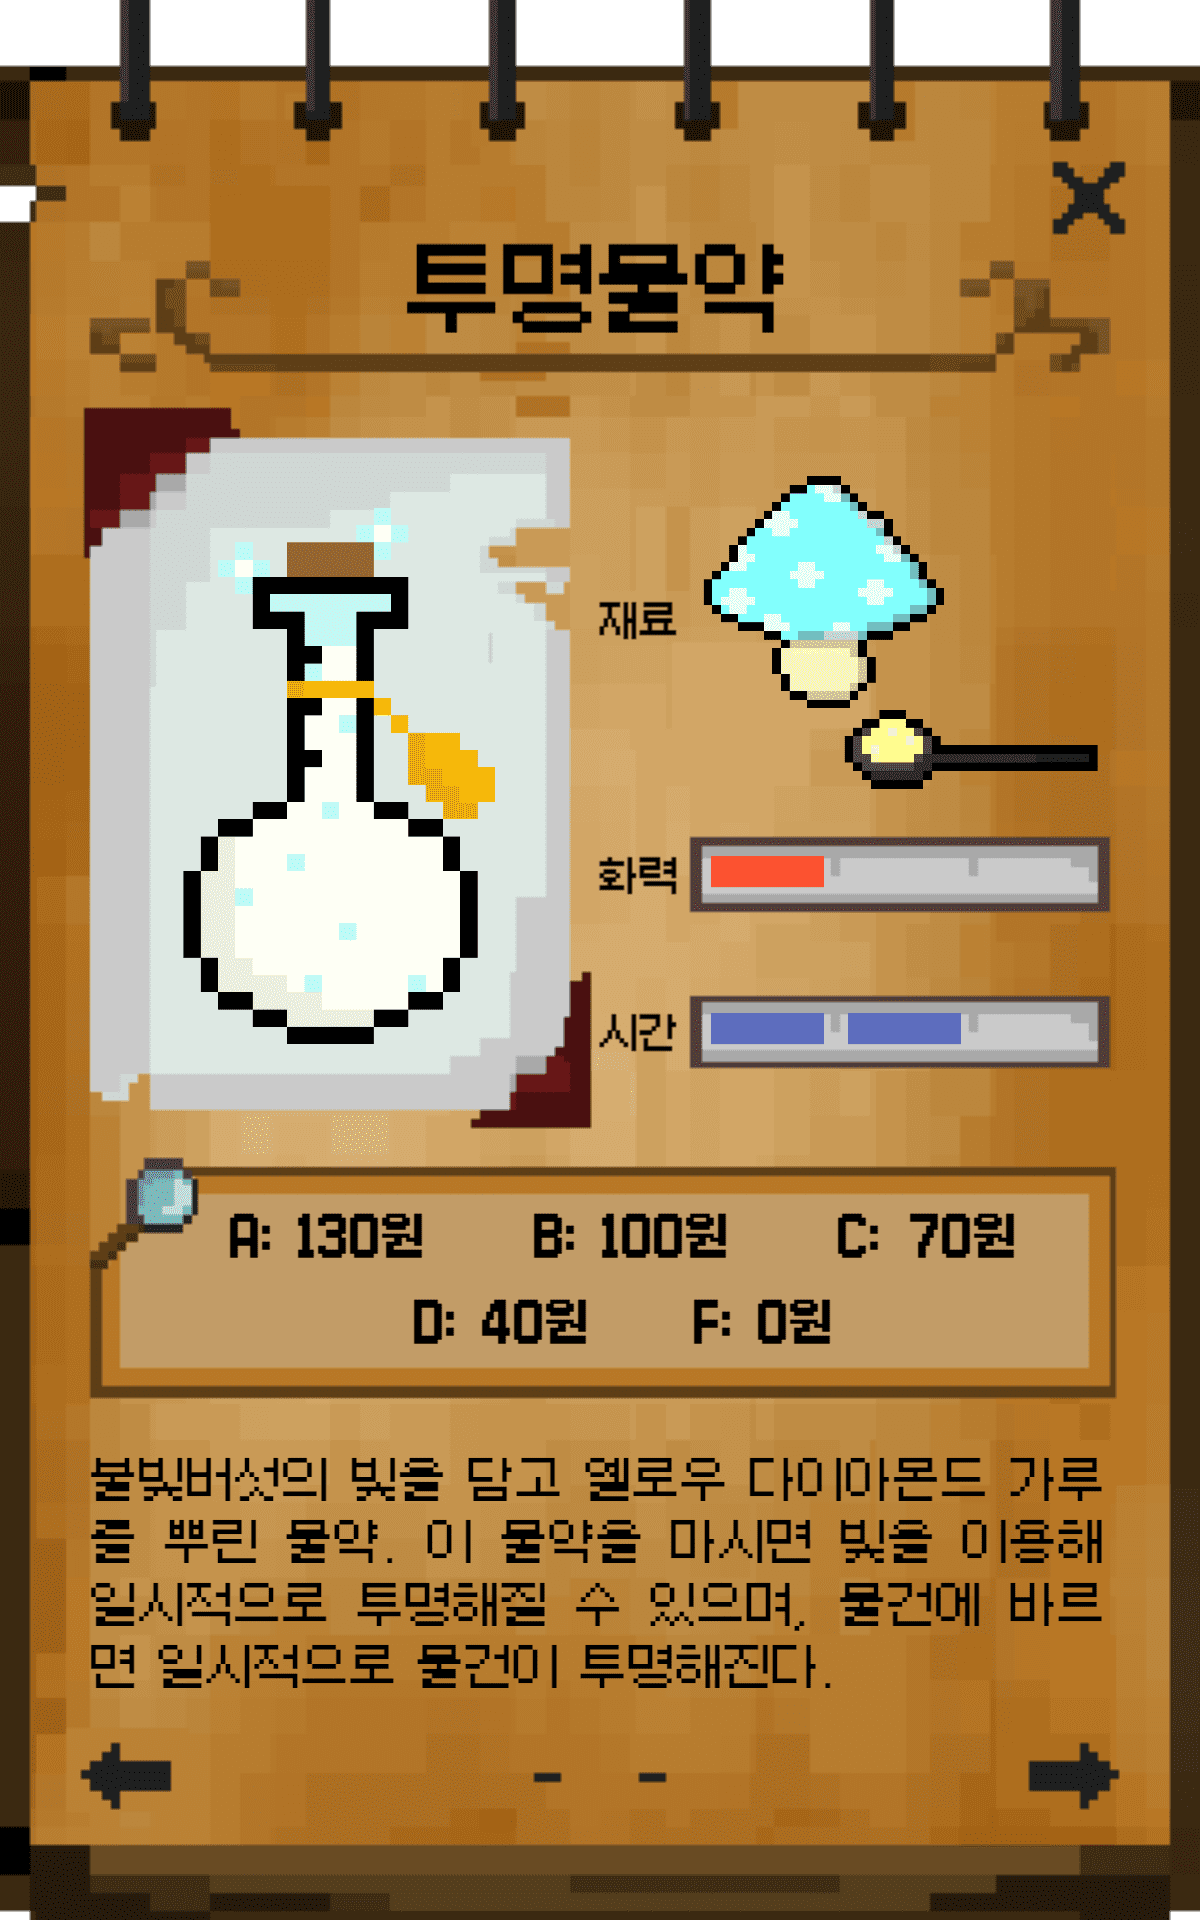 투명물약
재료
화력
시간
A: 130원 B: 100원 C: 70원
D: 40원 F: 0원
불빛버섯의 빛을 담고 옐로우 다이아몬드 가루
를 뿌린 물약. 이 물약을 마시면 빛을 이용해
일시적으로 투명해질 수 있으며, 물건에 바르
면 일시적으로 물건이 투명해진다.
- -